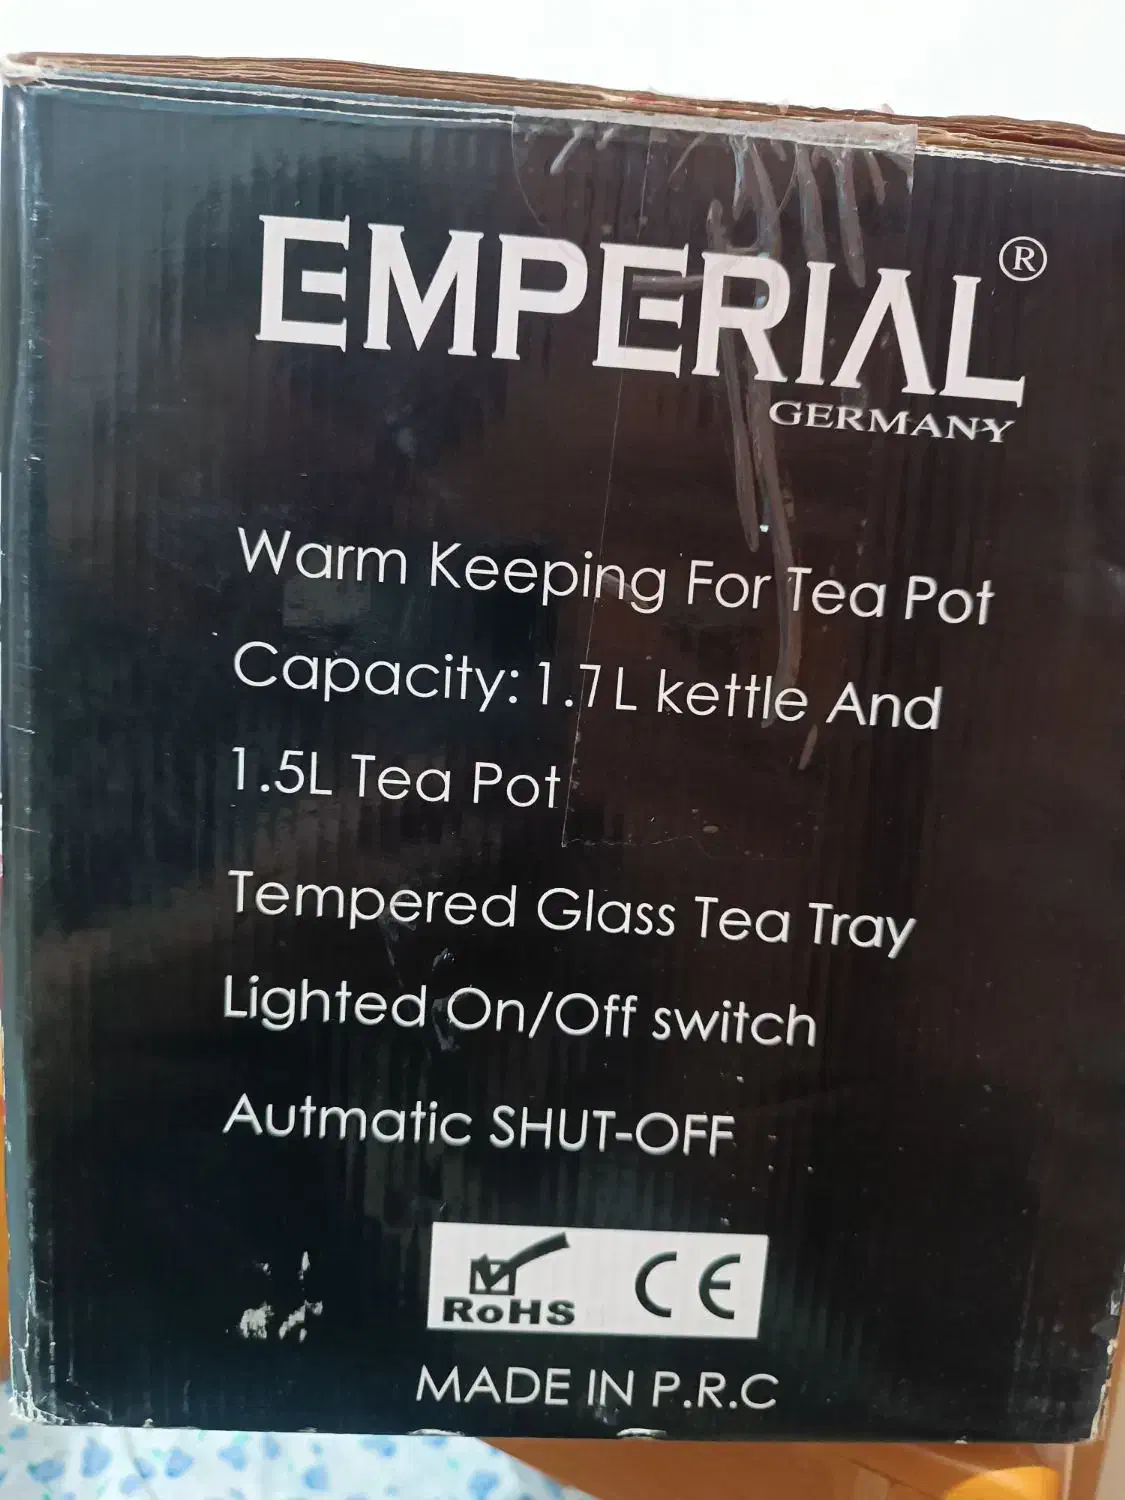 EMPERIAL®
GERMANY
Warm Keeping For Tea Pot
Capacity: 1.7L kettle And
1.5L Tea Pot
Tempered Glass Tea Tray
Lighted On/Off switch
Autmatic SHUT-OFF
RoHS CE
MADE IN P.R.C